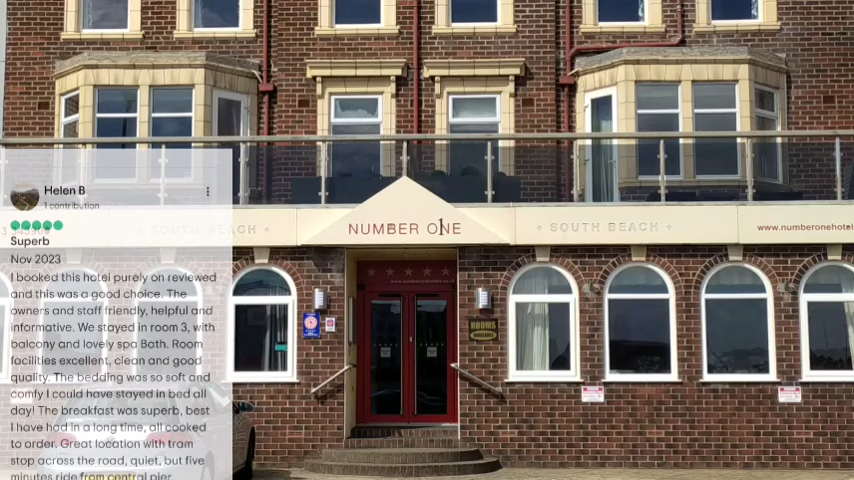 Helen B
1 contribution
Superb
Nov 2023
I booked this hotel purely on reviewed
and this was a good choice. The
owners and staff friendly, helpful and
informative. We stayed in room 3, with
balcony and lovely spa Bath. Room
facilities excellent, clean and good
quality. The bedding was so soft and
comfy I could have stayed in bed all
day! The breakfast was superb, best
I have had in a long time, all cooked
to order. Great location with tram
stop across the road, quiet, but five
minutes ride from central pier.
SOUTH BEACH
NUMBER ONE
1
SOUTH BEACH
www.numberonehotel
ROOMS